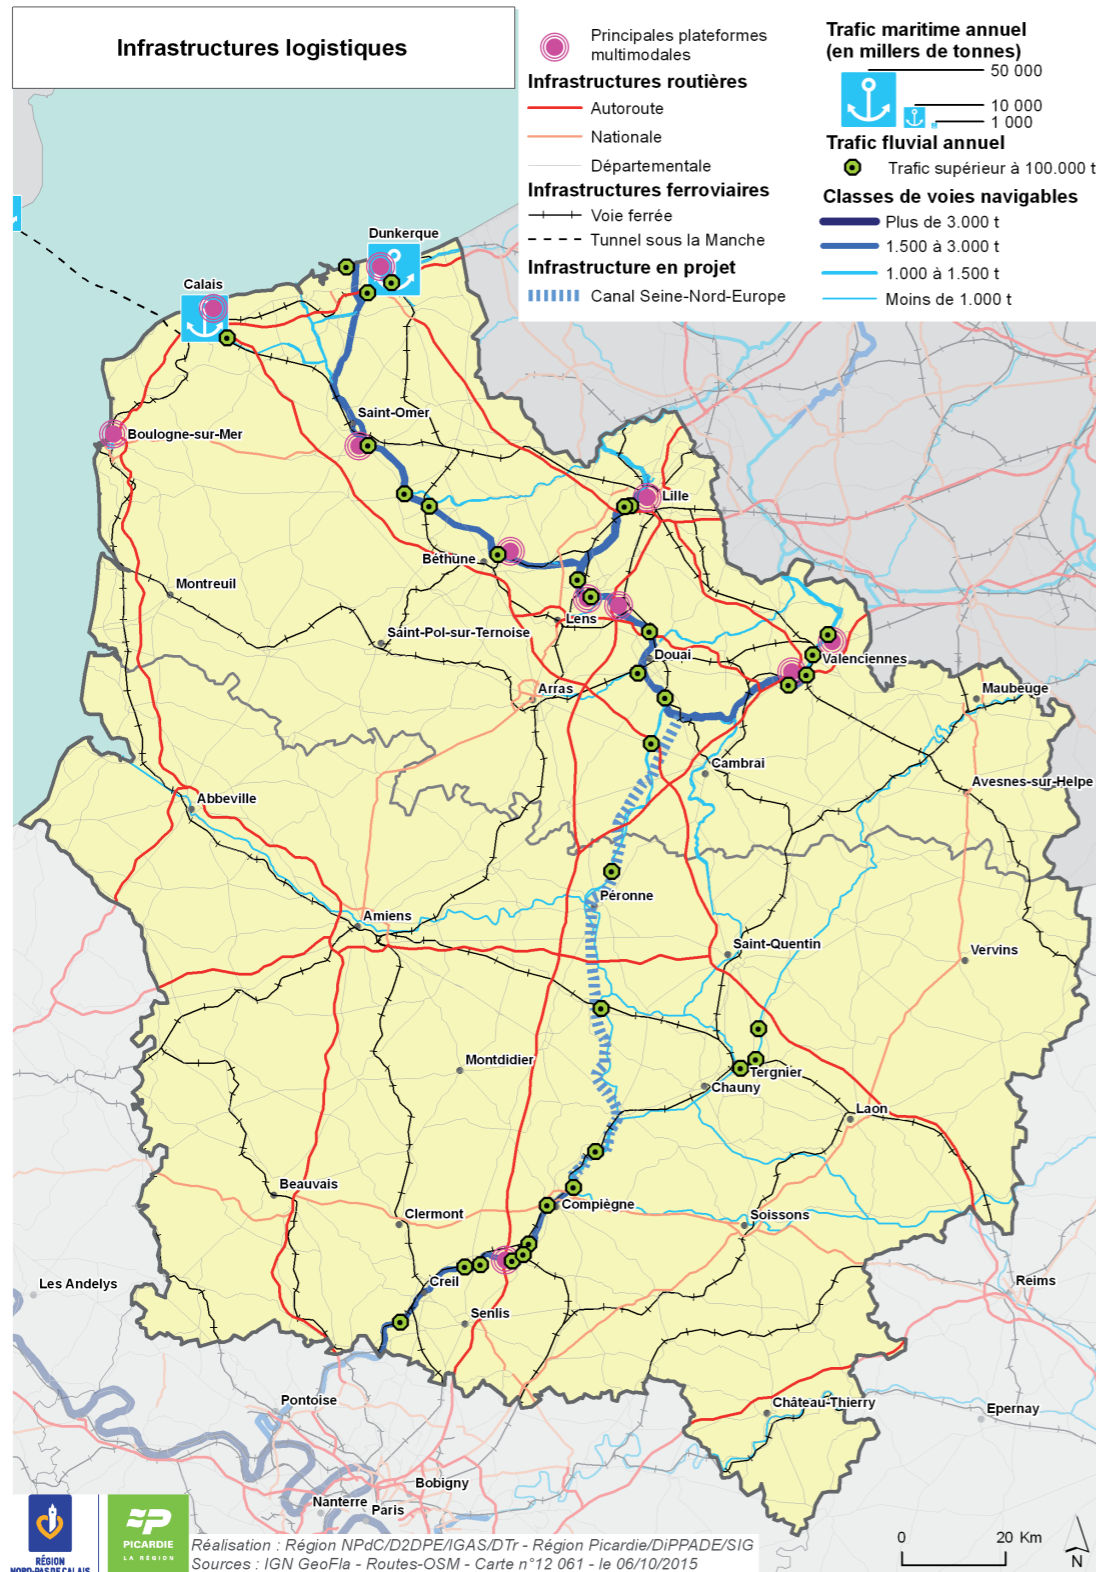 Infrastructures logistiques
Principales plateformes
multimodales
Infrastructures routières
Autoroute
Nationale
Départementale
Infrastructures ferroviaires
Voie ferrée
Tunnel sous la Manche
Infrastructure en projet
Canal Seine-Nord-Europe
Trafic maritime annuel
(en millers de tonnes)
50 000
10 000
1 000
Trafic fluvial annuel
Trafic supérieur à 100.000 t
Classes de voies navigables
Plus de 3.000 t
1.500 à 3.000 t
1.000 à 1.500 t
Moins de 1.000 t
Dunkerque
Calais
Saint-Omer
Boulogne-sur-Mer
Lille
Béthune
Montreuil
Lens
Saint-Pol-sur-Ternoise
Douai
Valenciennes
Arras
Maubeuge
Cambrai
Avesnes-sur-Helpe
Abbeville
Péronne
Amiens
Saint-Quentin
Vervins
Montdidier
Tergnier
Chauny
Laon
Beauvais
Compiègne
Clermont
Soissons
Les Andelys
Creil
Reims
Senlis
Pontoise
Château-Thierry
Epernay
Bobigny
Nanterre
Paris
RÉGION
NORD-PAS DE CALAIS
PICARDIE
LA RÉGION
Réalisation : Région NPdC/D2DPE/IGAS/DTr - Région Picardie/DiPPADE/SIG
Sources : IGN GeoFla - Routes-OSM - Carte n°12 061 - le 06/10/2015
0 20 Km
N